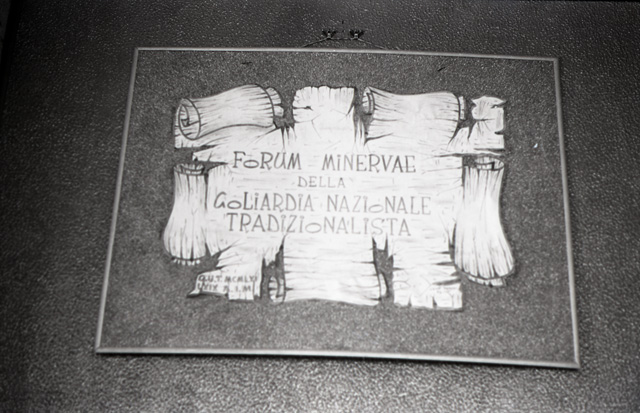 FORUM MINERVAE
DELLA
GOLIARDIA NAZIONALE
TRADIZIONALISTA